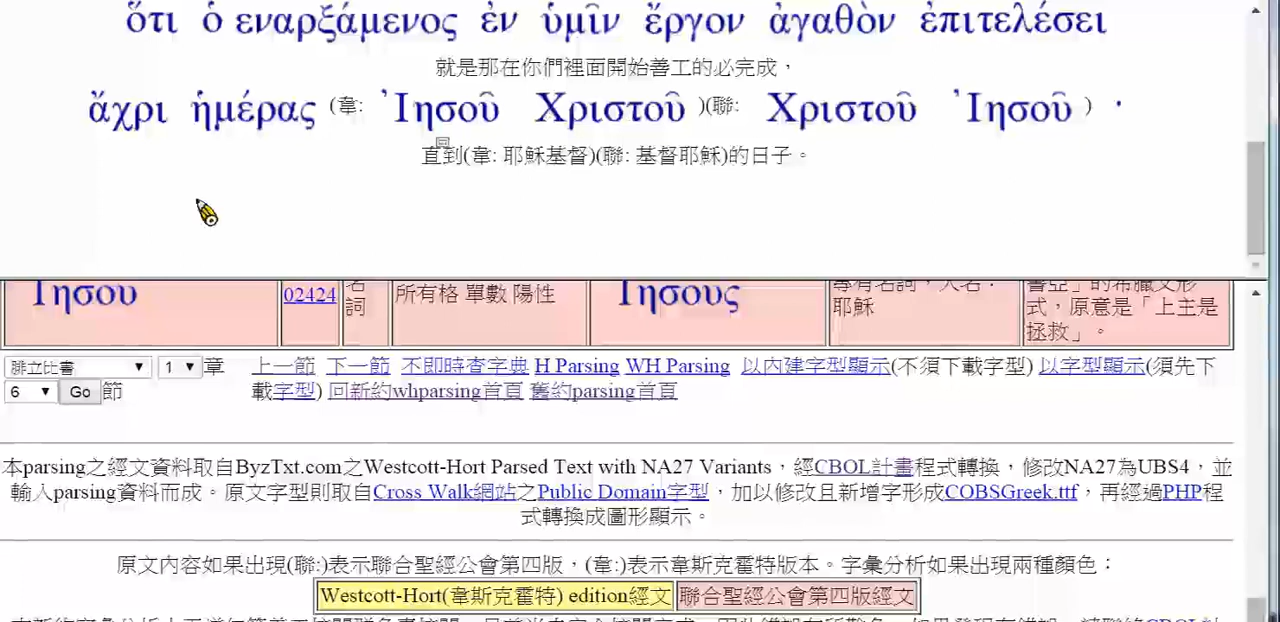 ὅτι ὁ εναρξάμενος ἐν ὑμῖν ἔργον ἀγαθὸν ἐπιτελέσει
就是那在你們裡面開始善工的必完成，
ἄχρι ἡμέρας (韋: Ἰησοῦ Χριστοῦ )(聯: Χριστοῦ Ἰησοῦ ) ·
直到(韋: 耶穌基督)(聯: 基督耶穌)的日子。
Ἰησοῦ 02424 名詞 所有格 單數 陽性 Ἰησοῦς 專有名詞，人名： 耶穌 書亞」的希臘文形式，原意是「上主是拯救」。
腓立比書 1 章 上一節 下一節 不即時查字典 H Parsing WH Parsing 以內建字型顯示(不須下載字型) 以字型顯示(須先下
6 Go 節 載字型) 回新約whparsing首頁 舊約parsing首頁
本parsing之經文資料取自ByzTxt.com之Westcott-Hort Parsed Text with NA27 Variants，經CBOL計畫程式轉換，修改NA27為UBS4，並
輸入parsing資料而成。原文字型則取自Cross Walk網站之Public Domain字型，加以修改且新增字形成COBSGreek.ttf，再經過PHP程
式轉換成圖形顯示。
原文內容如果出現(聯:)表示聯合聖經公會第四版，(韋:)表示韋斯克霍特版本。字彙分析如果出現兩種顏色：
Westcott-Hort(韋斯克霍特) edition經文 聯合聖經公會第四版經文